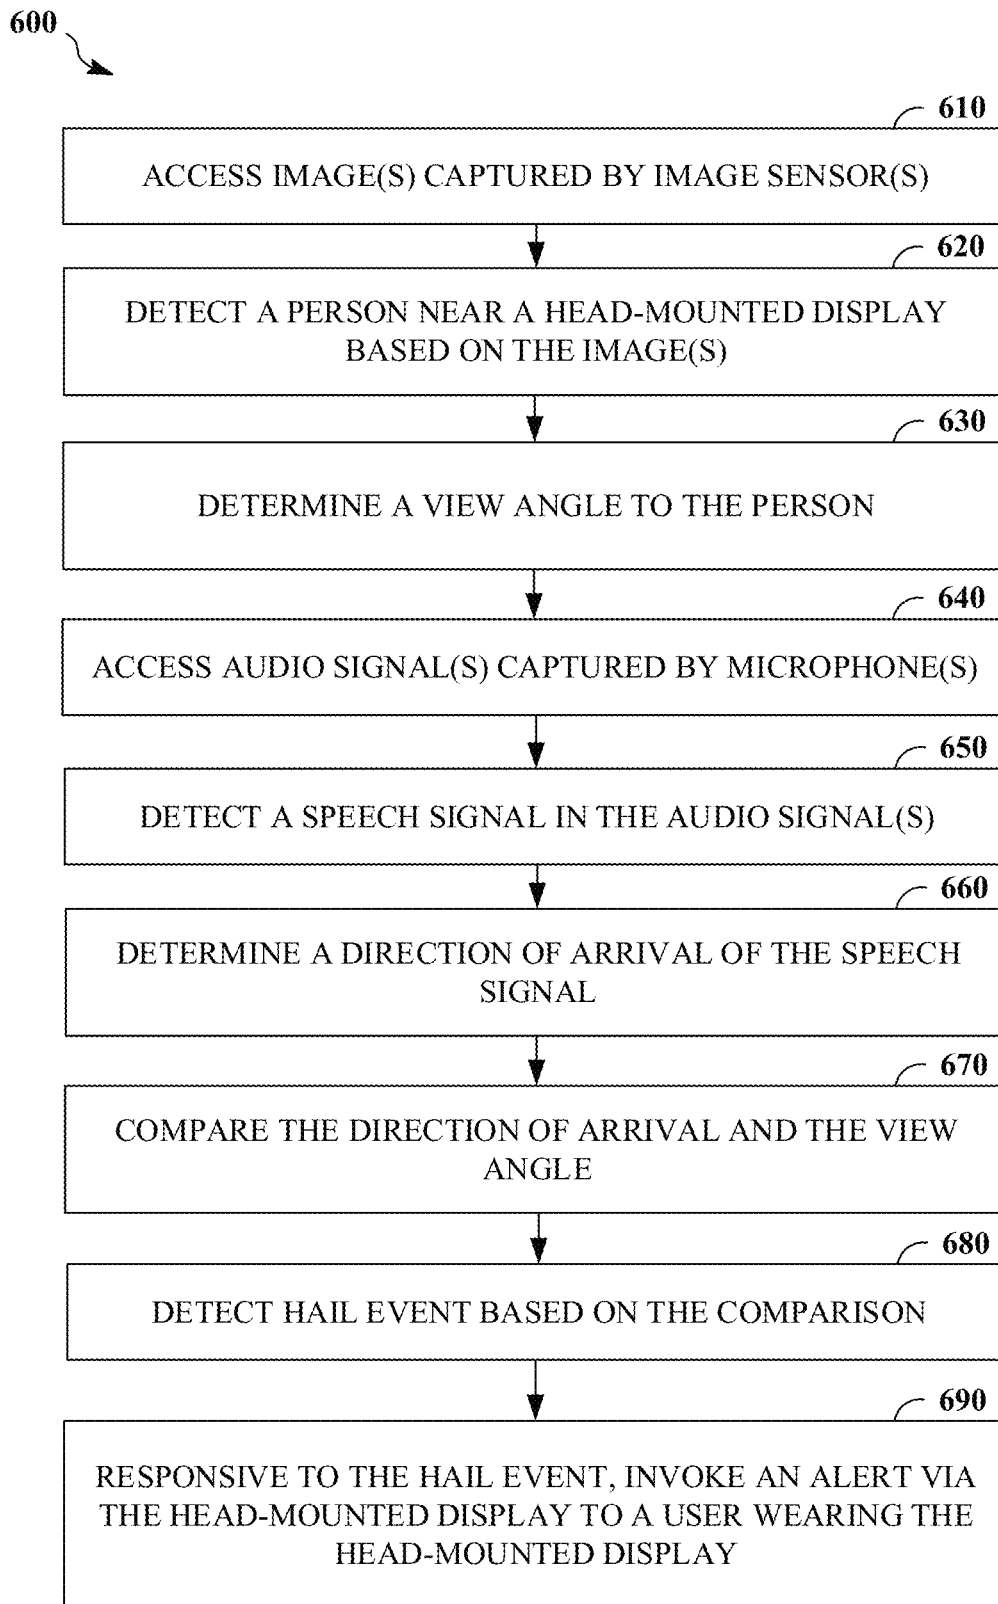 600
610
ACCESS IMAGE(S) CAPTURED BY IMAGE SENSOR(S)
620
DETECT A PERSON NEAR A HEAD-MOUNTED DISPLAY
BASED ON THE IMAGE(S)
630
DETERMINE A VIEW ANGLE TO THE PERSON
640
ACCESS AUDIO SIGNAL(S) CAPTURED BY MICROPHONE(S)
650
DETECT A SPEECH SIGNAL IN THE AUDIO SIGNAL(S)
660
DETERMINE A DIRECTION OF ARRIVAL OF THE SPEECH
SIGNAL
670
COMPARE THE DIRECTION OF ARRIVAL AND THE VIEW
ANGLE
680
DETECT HAIL EVENT BASED ON THE COMPARISON
690
RESPONSIVE TO THE HAIL EVENT, INVOKE AN ALERT VIA
THE HEAD-MOUNTED DISPLAY TO A USER WEARING THE
HEAD-MOUNTED DISPLAY